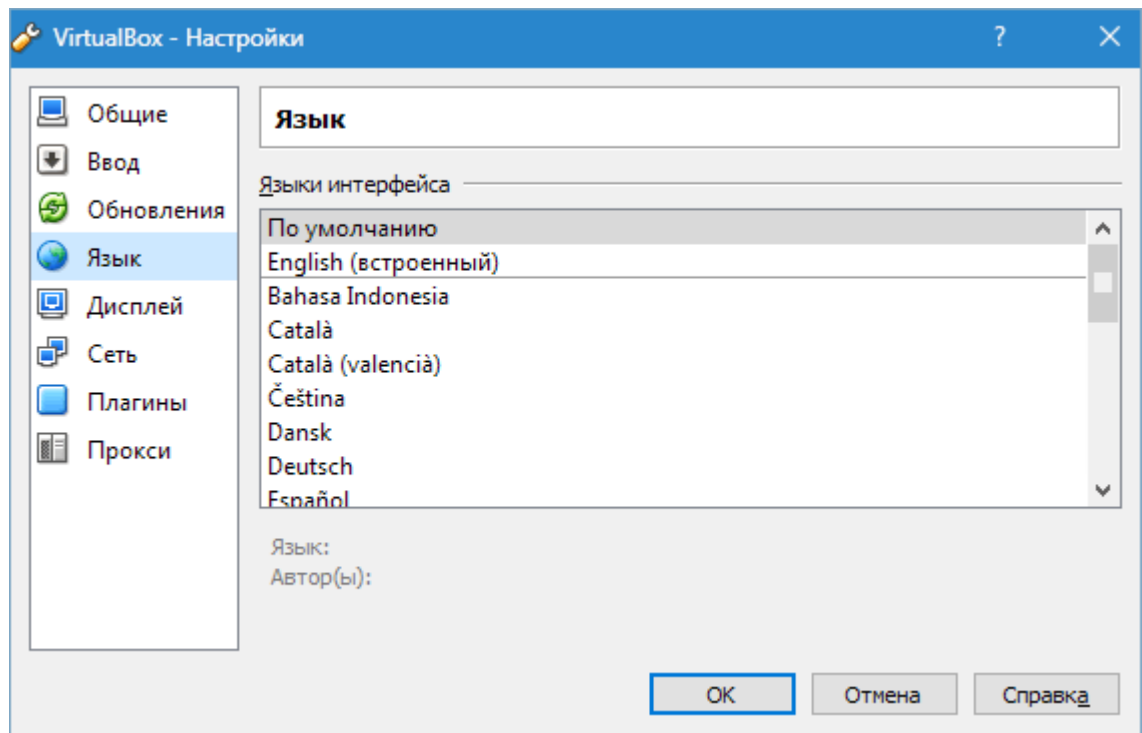 VirtualBox - Настройки
?
Общие
Ввод
Обновления
Язык
Дисплей
Сеть
Плагины
Прокси
Язык
Языки интерфейса
По умолчанию
English (встроенный)
Bahasa Indonesia
Català
Català (valencià)
Čeština
Dansk
Deutsch
Español
Язык:
Автор(ы):
OK
Отмена
Справка